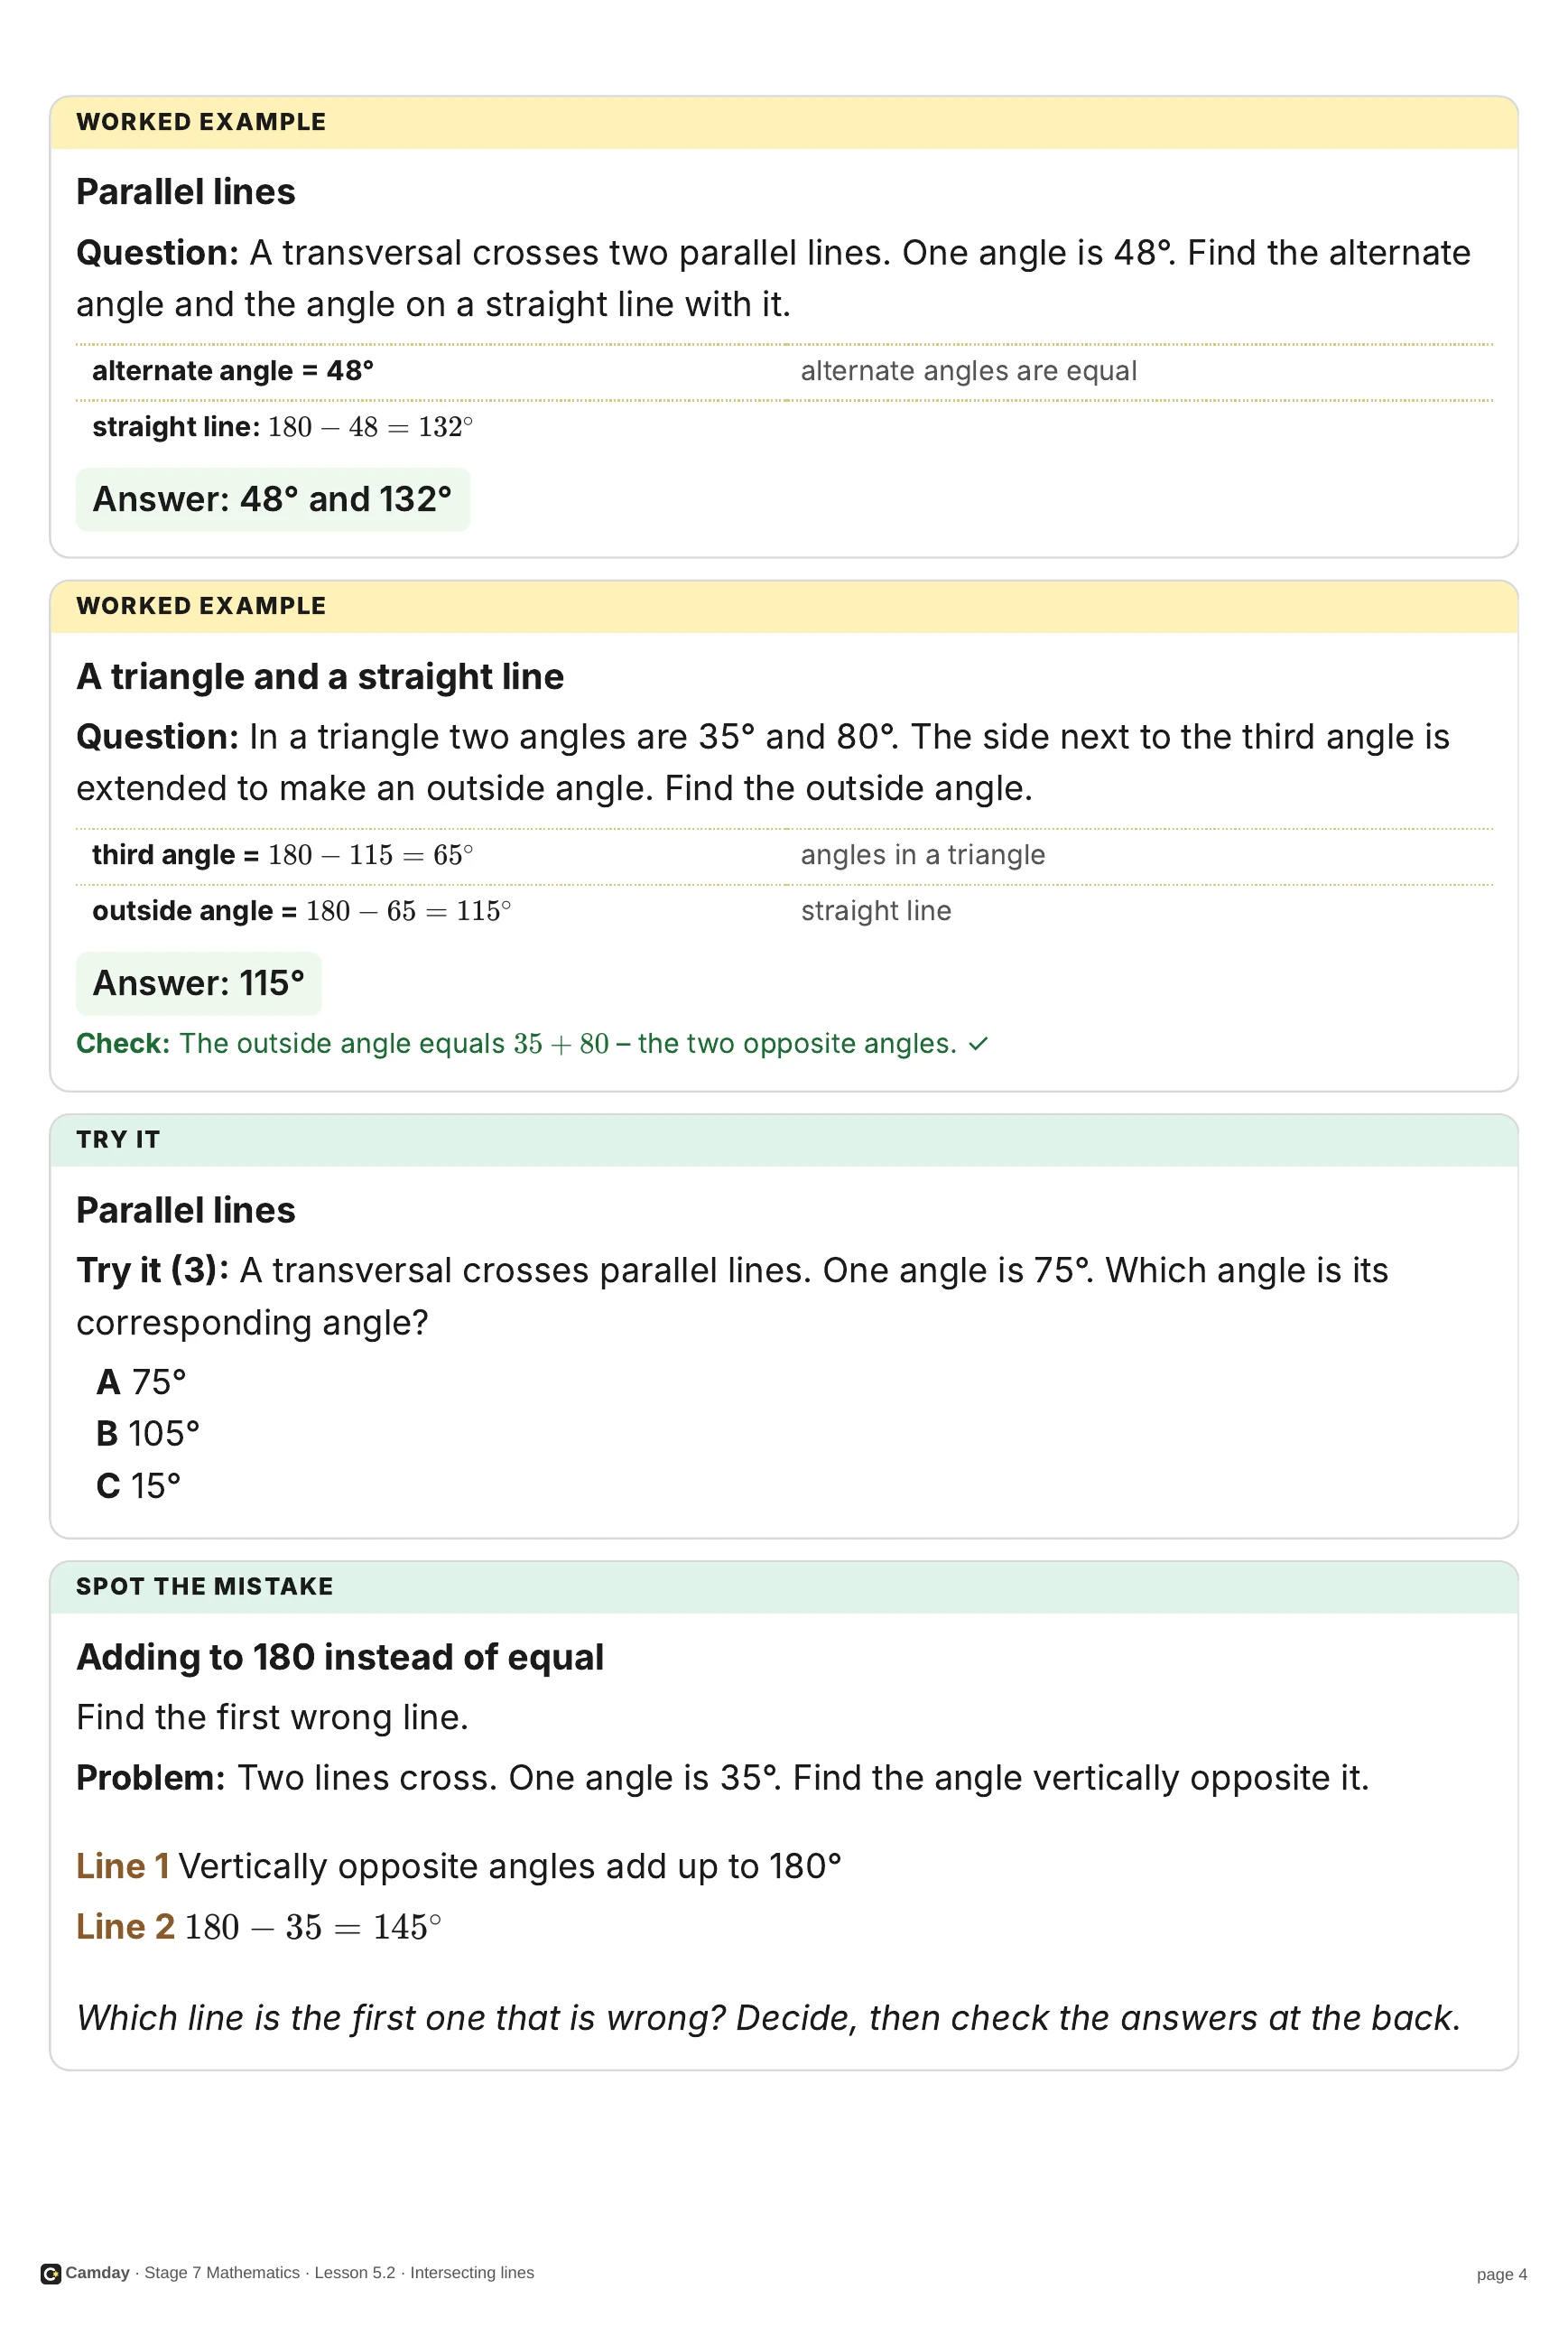 WORKED EXAMPLE
Parallel lines
Question: A transversal crosses two parallel lines. One angle is 48°. Find the alternate
angle and the angle on a straight line with it.
alternate angle = 48° alternate angles are equal
straight line: 180 − 48 = 132°
Answer: 48° and 132°
WORKED EXAMPLE
A triangle and a straight line
Question: In a triangle two angles are 35° and 80°. The side next to the third angle is
extended to make an outside angle. Find the outside angle.
third angle = 180 − 115 = 65° angles in a triangle
outside angle = 180 − 65 = 115° straight line
Answer: 115°
Check: The outside angle equals 35 + 80 – the two opposite angles. ✓
TRY IT
Parallel lines
Try it (3): A transversal crosses parallel lines. One angle is 75°. Which angle is its
corresponding angle?
A 75°
B 105°
C 15°
SPOT THE MISTAKE
Adding to 180 instead of equal
Find the first wrong line.
Problem: Two lines cross. One angle is 35°. Find the angle vertically opposite it.
Line 1 Vertically opposite angles add up to 180°
Line 2 180 − 35 = 145°
Which line is the first one that is wrong? Decide, then check the answers at the back.
Camday · Stage 7 Mathematics · Lesson 5.2 · Intersecting lines page 4